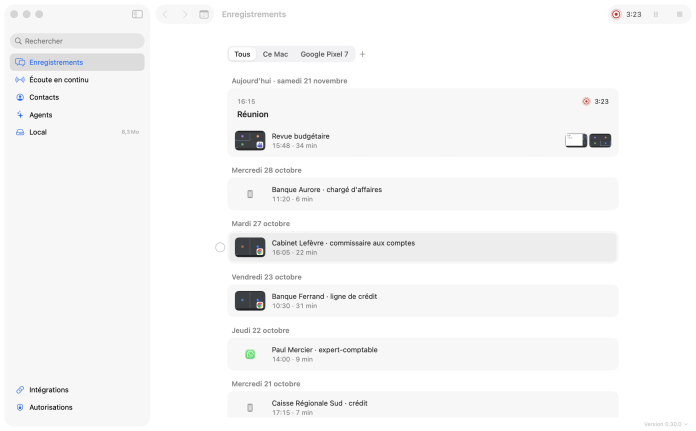 Enregistrements
3:23
Rechercher
Enregistrements
Écoute en continu
Contacts
Agents
Local
6,3 Mo
Tous
Ce Mac
Google Pixel 7
Aujourd'hui · samedi 21 novembre
16:15
3:23
Réunion
Revue budgétaire
15:48 · 34 min
Mercredi 28 octobre
Banque Aurore · chargé d'affaires
11:20 · 6 min
Mardi 27 octobre
Cabinet Lefèvre · commissaire aux comptes
16:05 · 22 min
Vendredi 23 octobre
Banque Ferrand · ligne de crédit
10:30 · 31 min
Jeudi 22 octobre
Paul Mercier · expert-comptable
14:00 · 9 min
Mercredi 21 octobre
Caisse Régionale Sud · crédit
17:15 · 7 min
Intégrations
Autorisations